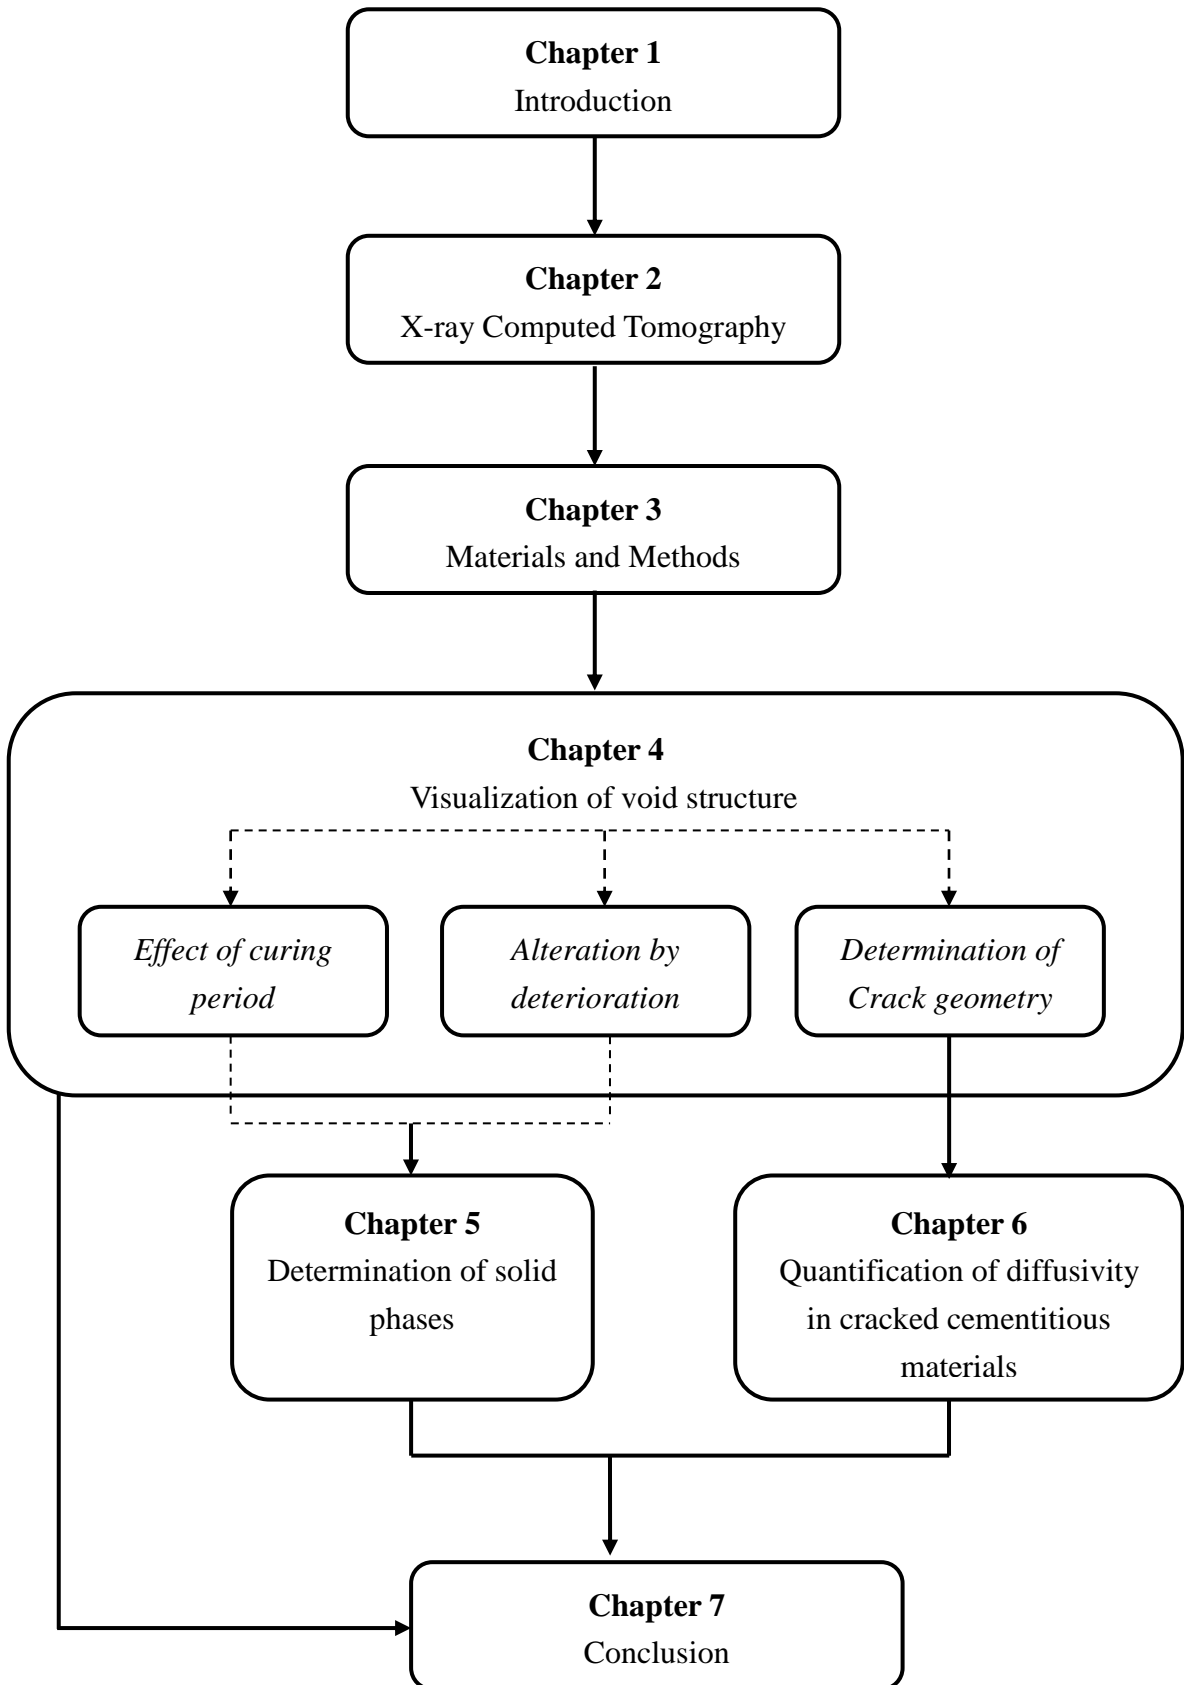 Chapter 1
Introduction
Chapter 2
X-ray Computed Tomography
Chapter 3
Materials and Methods
Chapter 4
Visualization of void structure
Effect of curing
period
Alteration by
deterioration
Determination of
Crack geometry
Chapter 5
Determination of solid
phases
Chapter 6
Quantification of diffusivity
in cracked cementitious
materials
Chapter 7
Conclusion